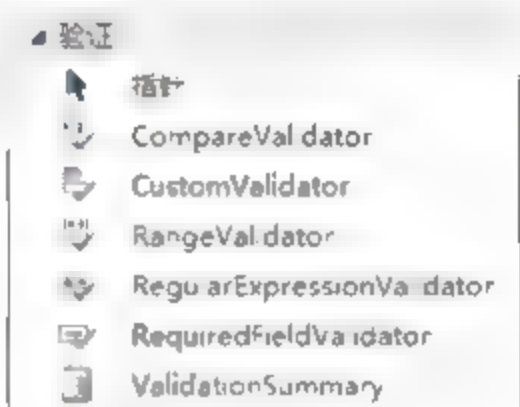 验证
指针
CompareValidator
CustomValidator
RangeValidator
RegularExpressionValidator
RequiredFieldValidator
ValidationSummary